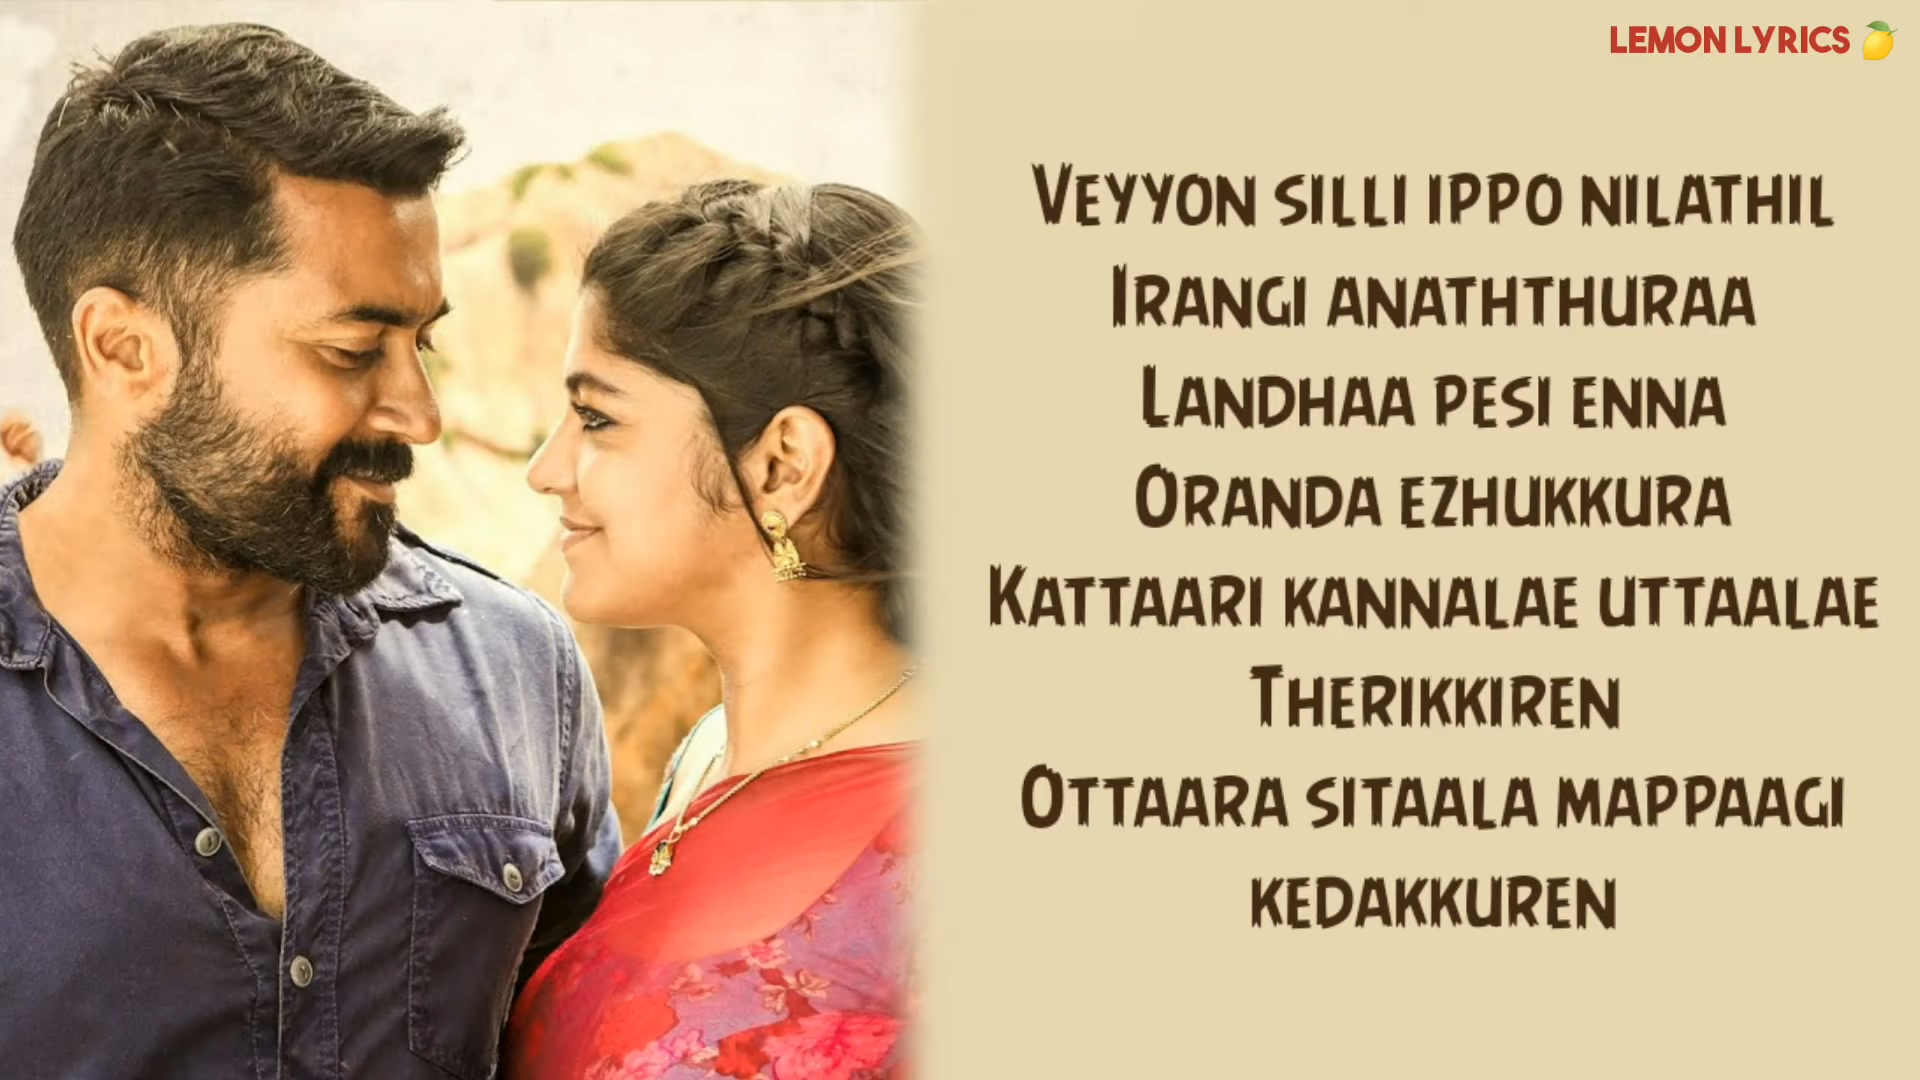 LEMON LYRICS
VEYYON SILLI IPPO NILATHIL
IRANGI ANATHTHURAA
LANDHAA PESI ENNA
ORANDA EZHUKKURA
KATTAARI KANNALAE UTTAALAE
THERIKKIREN
OTTAARA SITAALA MAPPAAGI
KEDAKKUREN